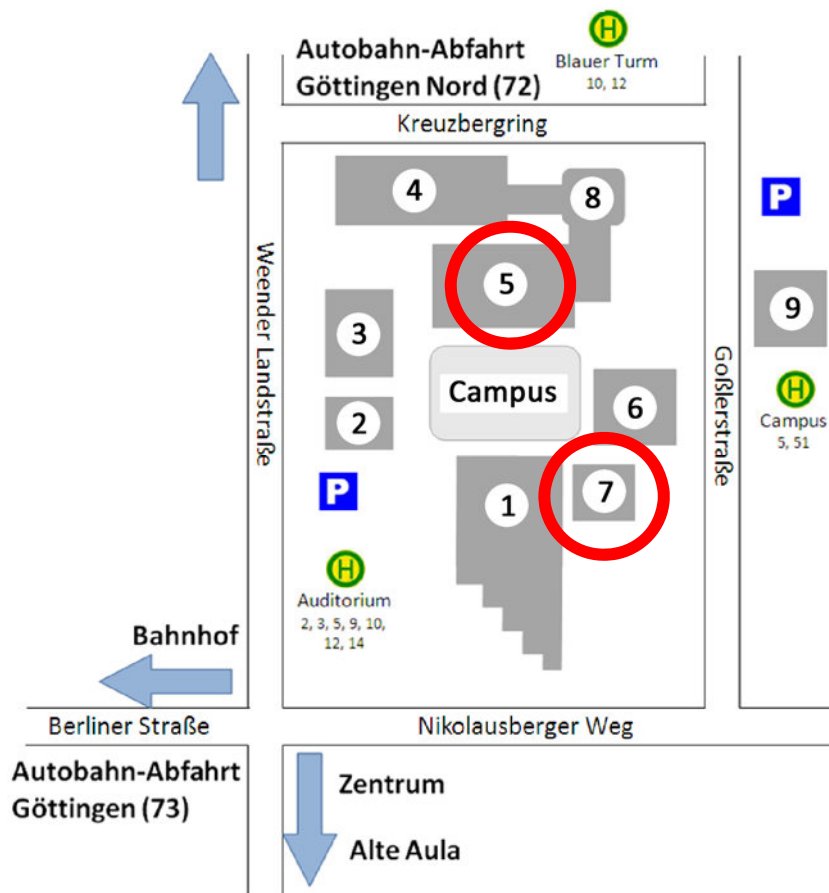 Autobahn-Abfahrt
Göttingen Nord (72)
H
Blauer Turm
10, 12
Kreuzbergring
4
8
P
Weender Landstraße
5
3
9
Goßlerstraße
Campus
6
2
H
Campus
5, 51
P
1
7
H
Auditorium
2, 3, 5, 9, 10,
12, 14
Bahnhof
Berliner Straße
Nikolausberger Weg
Autobahn-Abfahrt
Göttingen (73)
Zentrum
Alte Aula